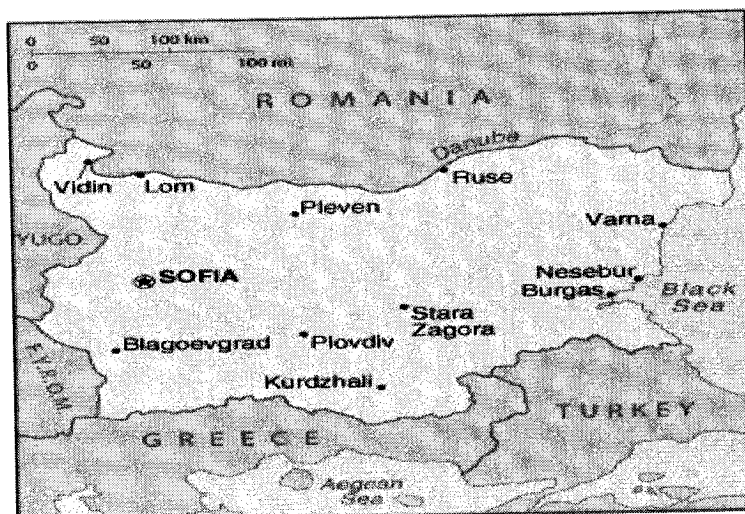 0 50 100 km
0 50 100 mi
ROMANIA
Danube
Vidin
Lom
Ruse
Pleven
Varna
YUGO.
SOFIA
Nesebur
Burgas
Black
Sea
Stara
Zagora
Blagoevgrad
Plovdiv
F.Y.R.O.M.
Kurdzhali
TURKEY
GREECE
Aegean
Sea